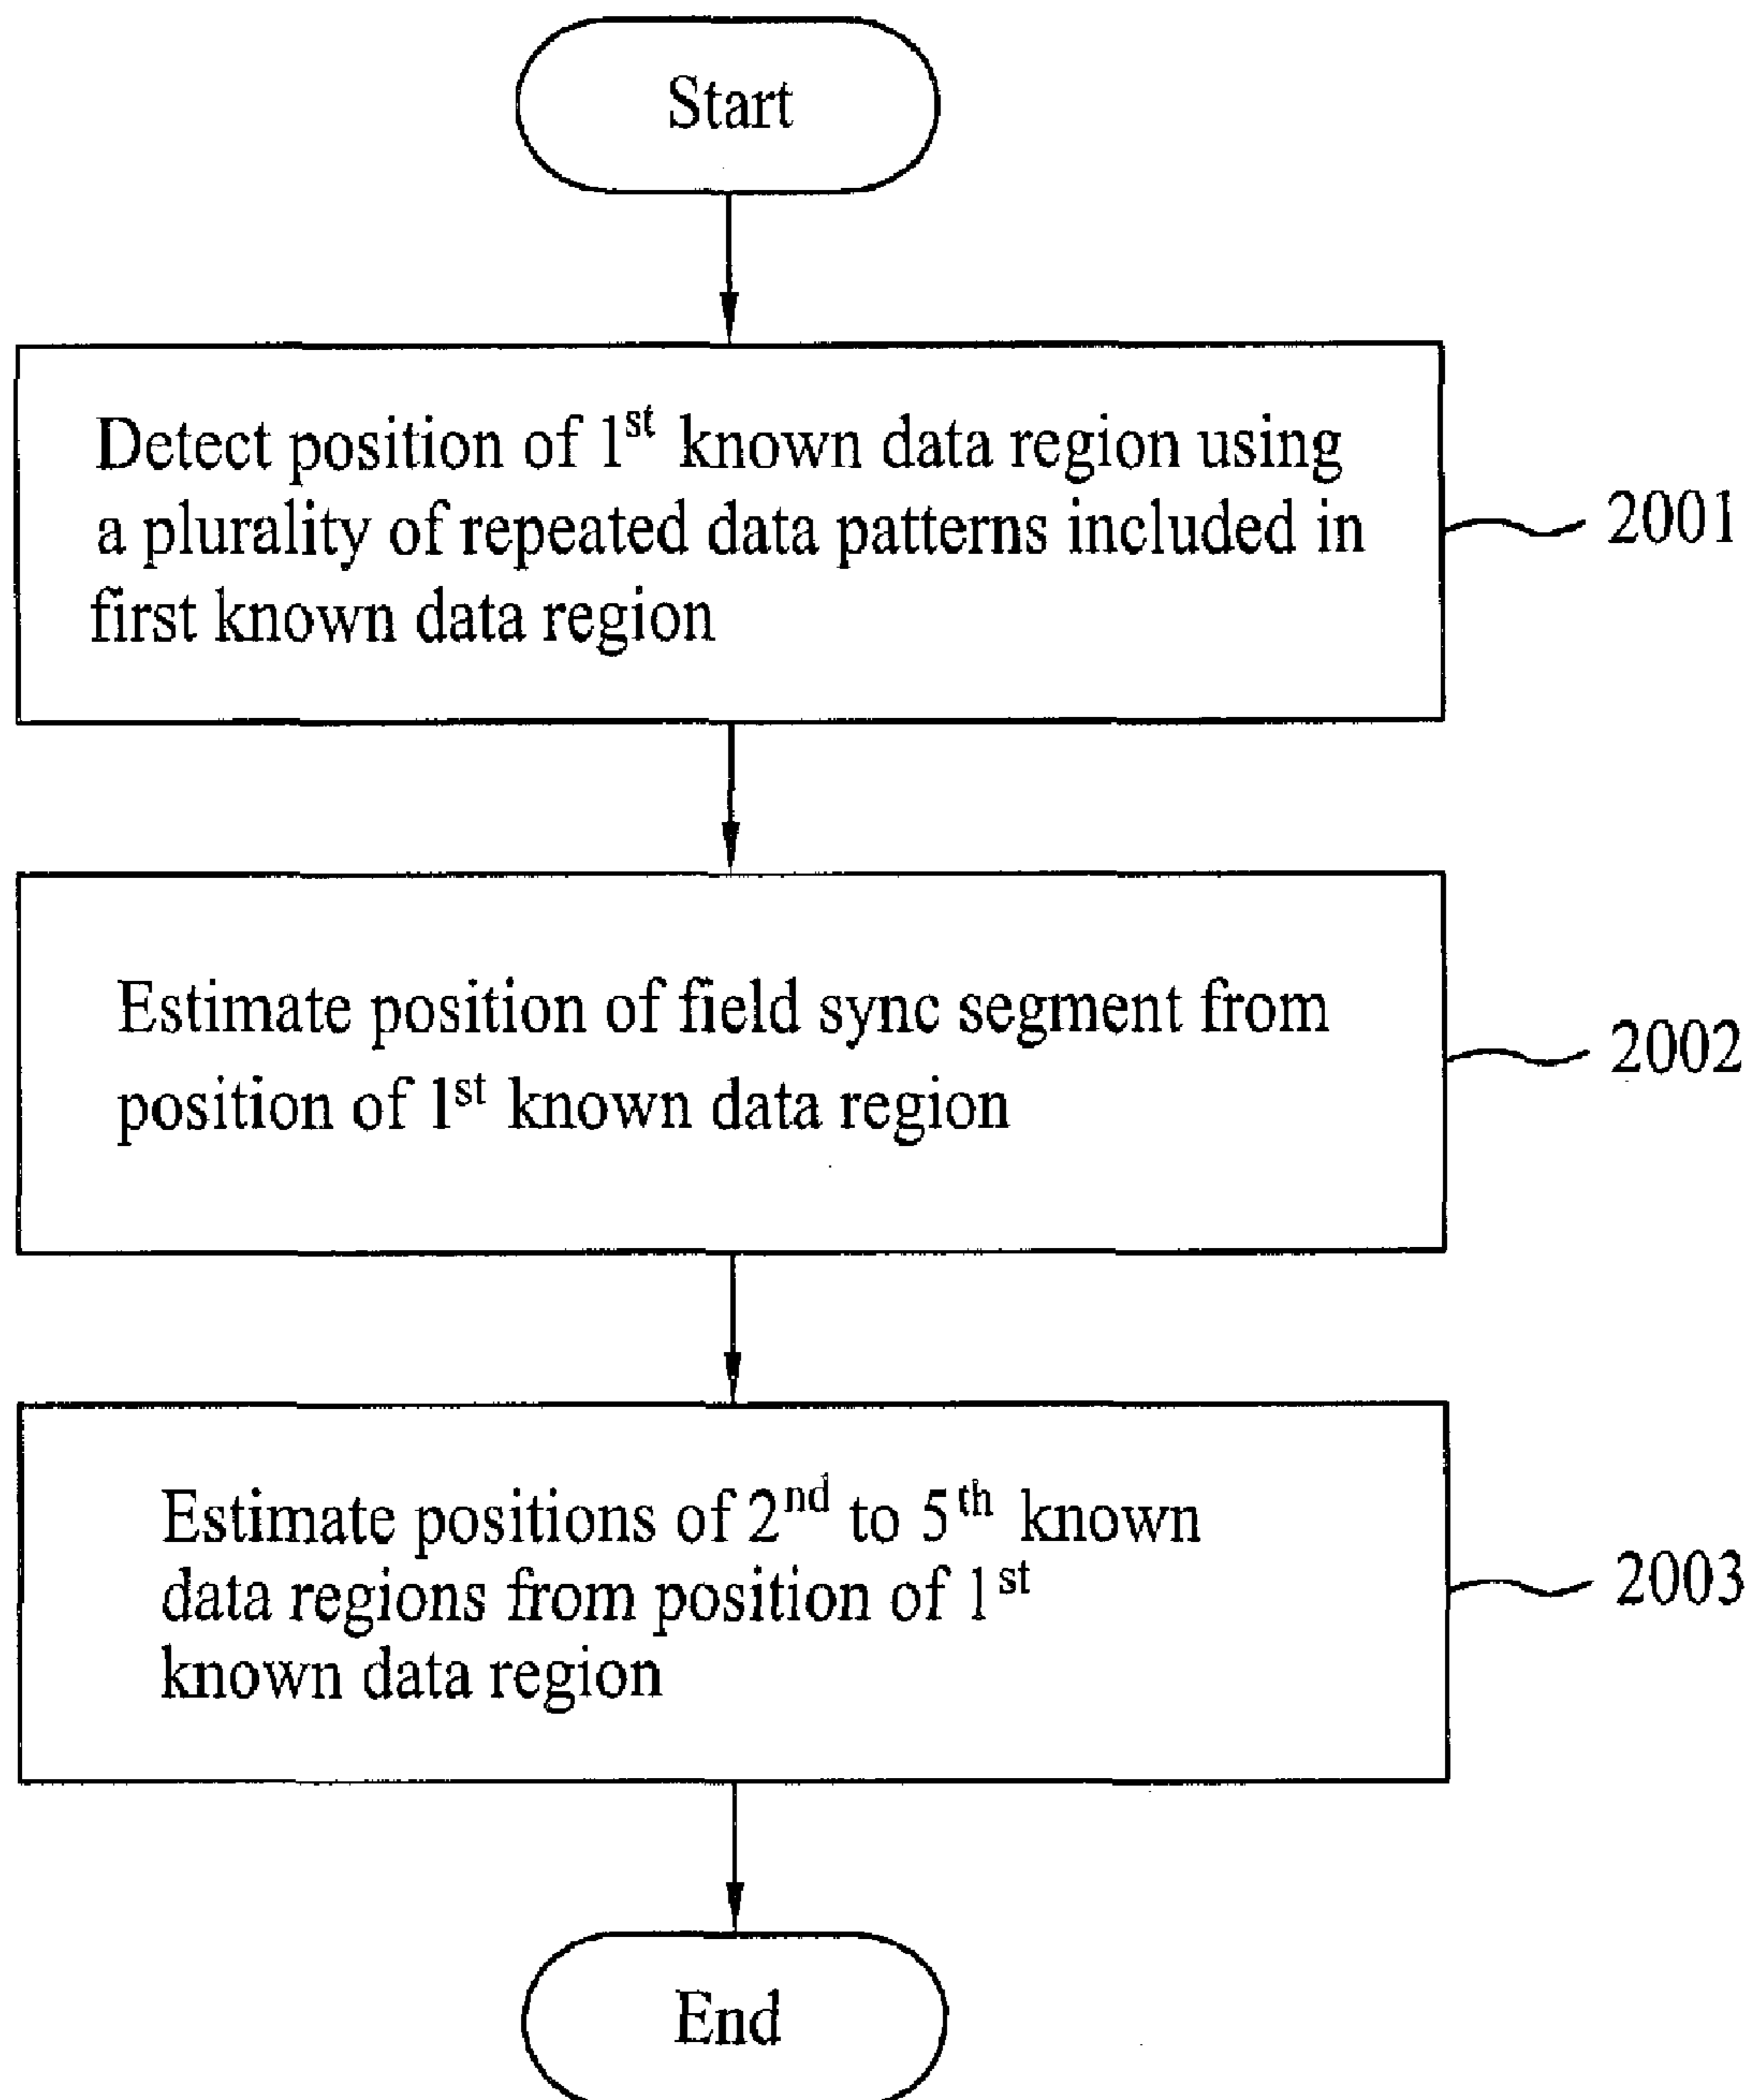 Start
Detect position of 1st known data region using
a plurality of repeated data patterns included in
first known data region
2001
Estimate position of field sync segment from
position of 1st known data region
2002
Estimate positions of 2nd to 5th known
data regions from position of 1st
known data region
2003
End